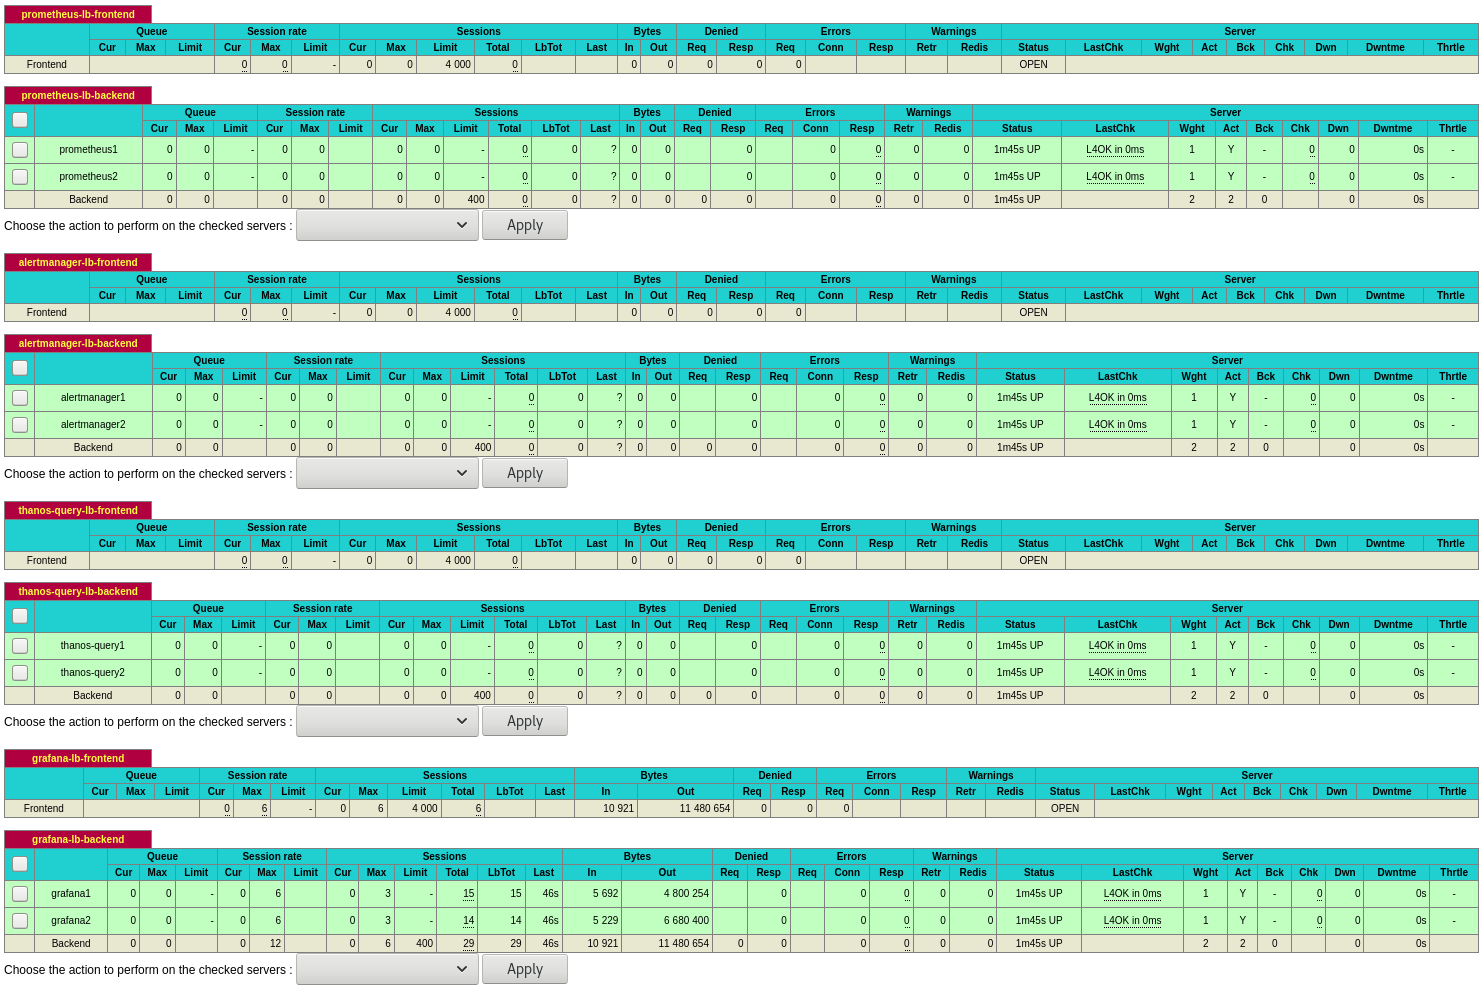 prometheus-lb-frontend
Queue Session rate Sessions Bytes Denied Errors Warnings Server
Cur Max Limit Cur Max Limit Cur Max Limit Total LbTot Last In Out Req Resp Req Conn Resp Retr Redis Status LastChk Wght Act Bck Chk Dwn Dwntme Thrtle
Frontend 0 0 - 0 0 4 000 0 0 0 0 0 0 OPEN
prometheus-lb-backend
Queue Session rate Sessions Bytes Denied Errors Warnings Server
Cur Max Limit Cur Max Limit Cur Max Limit Total LbTot Last In Out Req Resp Req Conn Resp Retr Redis Status LastChk Wght Act Bck Chk Dwn Dwntme Thrtle
prometheus1 0 0 - 0 0 0 0 - 0 0 ? 0 0 0 0 0 0 0 1m45s UP L4OK in 0ms 1 Y - 0 0 0s -
prometheus2 0 0 - 0 0 0 0 - 0 0 ? 0 0 0 0 0 0 0 1m45s UP L4OK in 0ms 1 Y - 0 0 0s -
Backend 0 0 0 0 0 0 400 0 0 ? 0 0 0 0 0 0 0 0 1m45s UP 2 2 0 0 0s
Choose the action to perform on the checked servers : Apply
alertmanager-lb-frontend
Queue Session rate Sessions Bytes Denied Errors Warnings Server
Cur Max Limit Cur Max Limit Cur Max Limit Total LbTot Last In Out Req Resp Req Conn Resp Retr Redis Status LastChk Wght Act Bck Chk Dwn Dwntme Thrtle
Frontend 0 0 - 0 0 4 000 0 0 0 0 0 0 OPEN
alertmanager-lb-backend
Queue Session rate Sessions Bytes Denied Errors Warnings Server
Cur Max Limit Cur Max Limit Cur Max Limit Total LbTot Last In Out Req Resp Req Conn Resp Retr Redis Status LastChk Wght Act Bck Chk Dwn Dwntme Thrtle
alertmanager1 0 0 - 0 0 0 0 - 0 0 ? 0 0 0 0 0 0 0 1m45s UP L4OK in 0ms 1 Y - 0 0 0s -
alertmanager2 0 0 - 0 0 0 0 - 0 0 ? 0 0 0 0 0 0 0 1m45s UP L4OK in 0ms 1 Y - 0 0 0s -
Backend 0 0 0 0 0 0 400 0 0 ? 0 0 0 0 0 0 0 0 1m45s UP 2 2 0 0 0s
Choose the action to perform on the checked servers : Apply
thanos-query-lb-frontend
Queue Session rate Sessions Bytes Denied Errors Warnings Server
Cur Max Limit Cur Max Limit Cur Max Limit Total LbTot Last In Out Req Resp Req Conn Resp Retr Redis Status LastChk Wght Act Bck Chk Dwn Dwntme Thrtle
Frontend 0 0 - 0 0 4 000 0 0 0 0 0 0 OPEN
thanos-query-lb-backend
Queue Session rate Sessions Bytes Denied Errors Warnings Server
Cur Max Limit Cur Max Limit Cur Max Limit Total LbTot Last In Out Req Resp Req Conn Resp Retr Redis Status LastChk Wght Act Bck Chk Dwn Dwntme Thrtle
thanos-query1 0 0 - 0 0 0 0 - 0 0 ? 0 0 0 0 0 0 0 1m45s UP L4OK in 0ms 1 Y - 0 0 0s -
thanos-query2 0 0 - 0 0 0 0 - 0 0 ? 0 0 0 0 0 0 0 1m45s UP L4OK in 0ms 1 Y - 0 0 0s -
Backend 0 0 0 0 0 0 400 0 0 ? 0 0 0 0 0 0 0 0 1m45s UP 2 2 0 0 0s
Choose the action to perform on the checked servers : Apply
grafana-lb-frontend
Queue Session rate Sessions Bytes Denied Errors Warnings Server
Cur Max Limit Cur Max Limit Cur Max Limit Total LbTot Last In Out Req Resp Req Conn Resp Retr Redis Status LastChk Wght Act Bck Chk Dwn Dwntme Thrtle
Frontend 0 6 - 0 6 4 000 6 10 921 11 480 654 0 0 0 OPEN
grafana-lb-backend
Queue Session rate Sessions Bytes Denied Errors Warnings Server
Cur Max Limit Cur Max Limit Cur Max Limit Total LbTot Last In Out Req Resp Req Conn Resp Retr Redis Status LastChk Wght Act Bck Chk Dwn Dwntme Thrtle
grafana1 0 0 - 0 6 0 3 - 15 15 46s 5 692 4 800 254 0 0 0 0 0 1m45s UP L4OK in 0ms 1 Y - 0 0 0s -
grafana2 0 0 - 0 6 0 3 - 14 14 46s 5 229 6 680 400 0 0 0 0 0 1m45s UP L4OK in 0ms 1 Y - 0 0 0s -
Backend 0 0 0 12 0 6 400 29 29 46s 10 921 11 480 654 0 0 0 0 0 0 1m45s UP 2 2 0 0 0s
Choose the action to perform on the checked servers : Apply